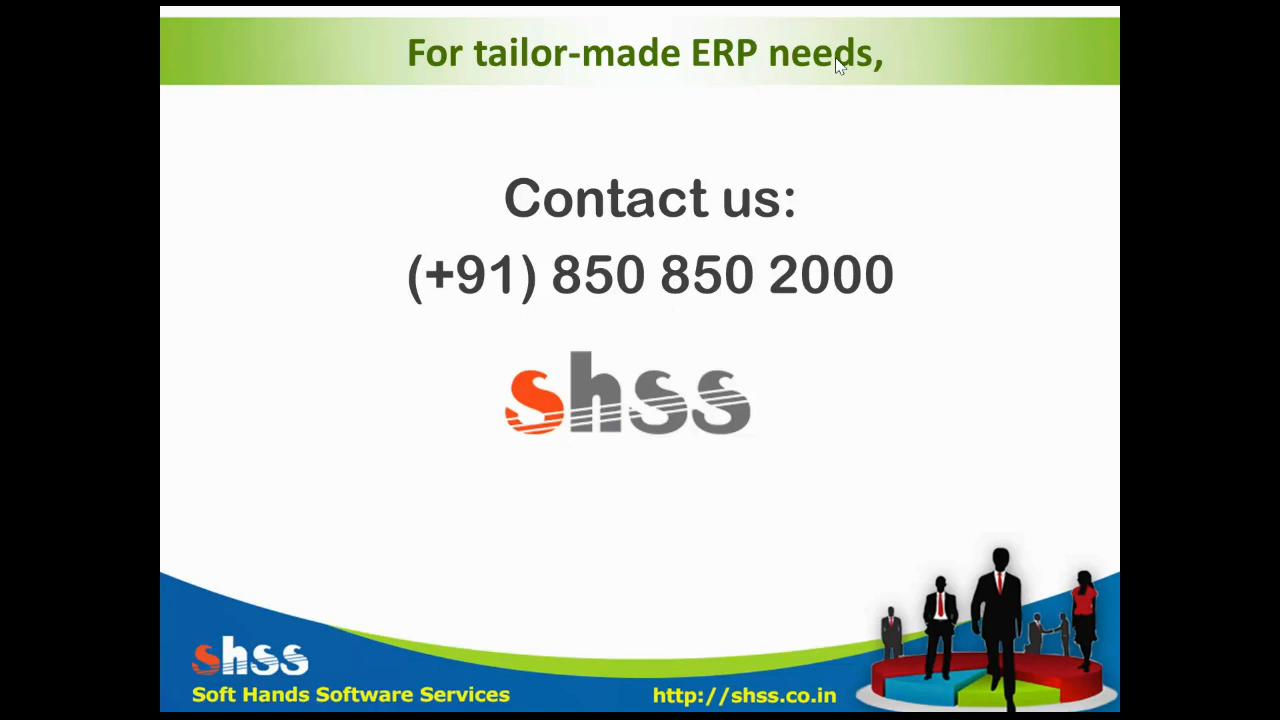 For tailor-made ERP needs,
Contact us:
(+91) 850 850 2000
shss
shss
Soft Hands Software Services
http://shss.co.in